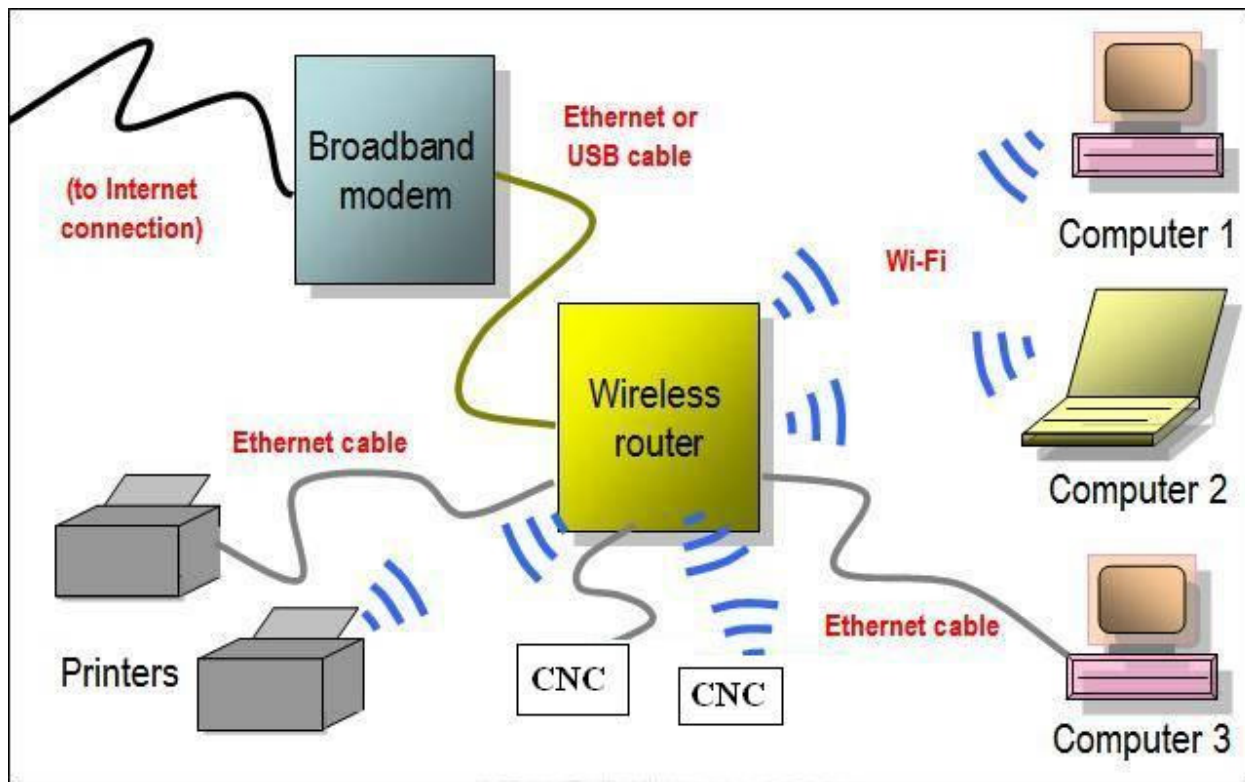 Broadband
modem
Ethernet or
USB cable
(to Internet
connection)
Computer 1
Wi-Fi
Wireless
router
Ethernet cable
Computer 2
Printers
CNC
CNC
Ethernet cable
Computer 3